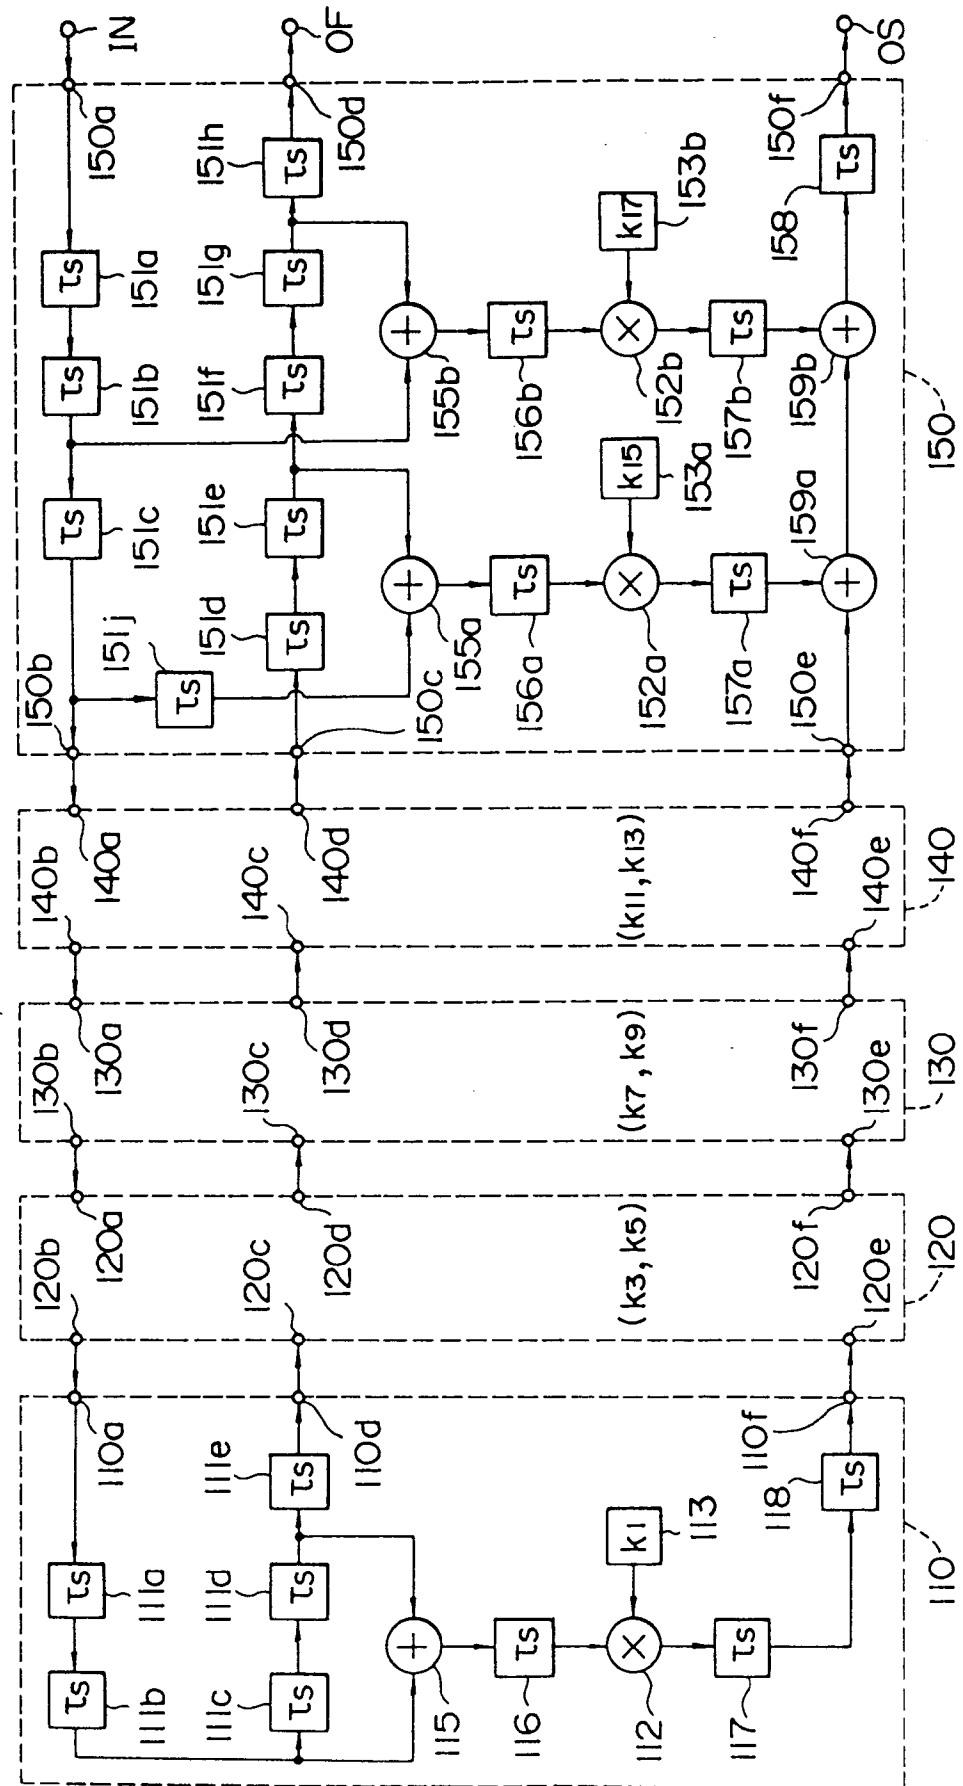 IN
OF
OS
150a
150d
150f
τs
151a
τs
151b
τs
151c
τs
151j
150b
τs
151h
τs
151g
τs
151f
τs
151e
τs
151d
150c
155b
155a
τs
156b
τs
156a
k17
153b
152b
k15
153a
152a
τs
157b
τs
157a
τs
158
159b
159a
150e
150
140b
140a
140c
140d
(k11, k13)
140f
140e
140
130b
130a
130c
130d
(k7, k9)
130f
130e
130
120b
120a
120c
120d
(k3, k5)
120f
120e
120
110a
τs
111a
τs
111b
τs
111e
τs
111d
τs
111c
110d
115
τs
116
k1
113
112
τs
117
τs
118
110f
110